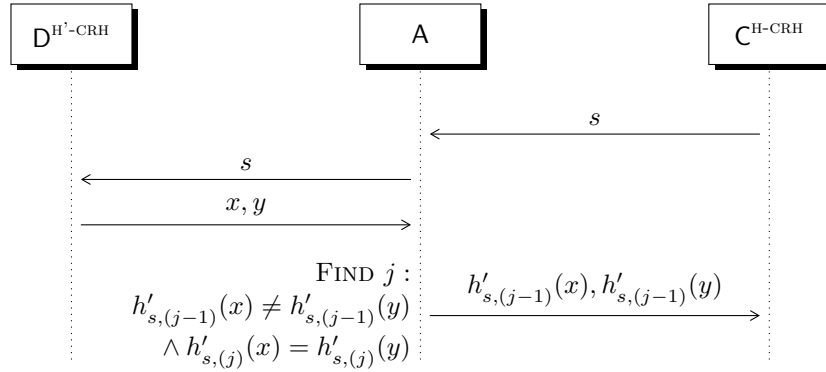 D^{H'-CRH} A C^{H-CRH}
s
s
x, y
FIND j :
h'_{s,(j−1)}(x) ≠ h'_{s,(j−1)}(y)
∧ h'_{s,(j)}(x) = h'_{s,(j)}(y)
h'_{s,(j−1)}(x), h'_{s,(j−1)}(y)